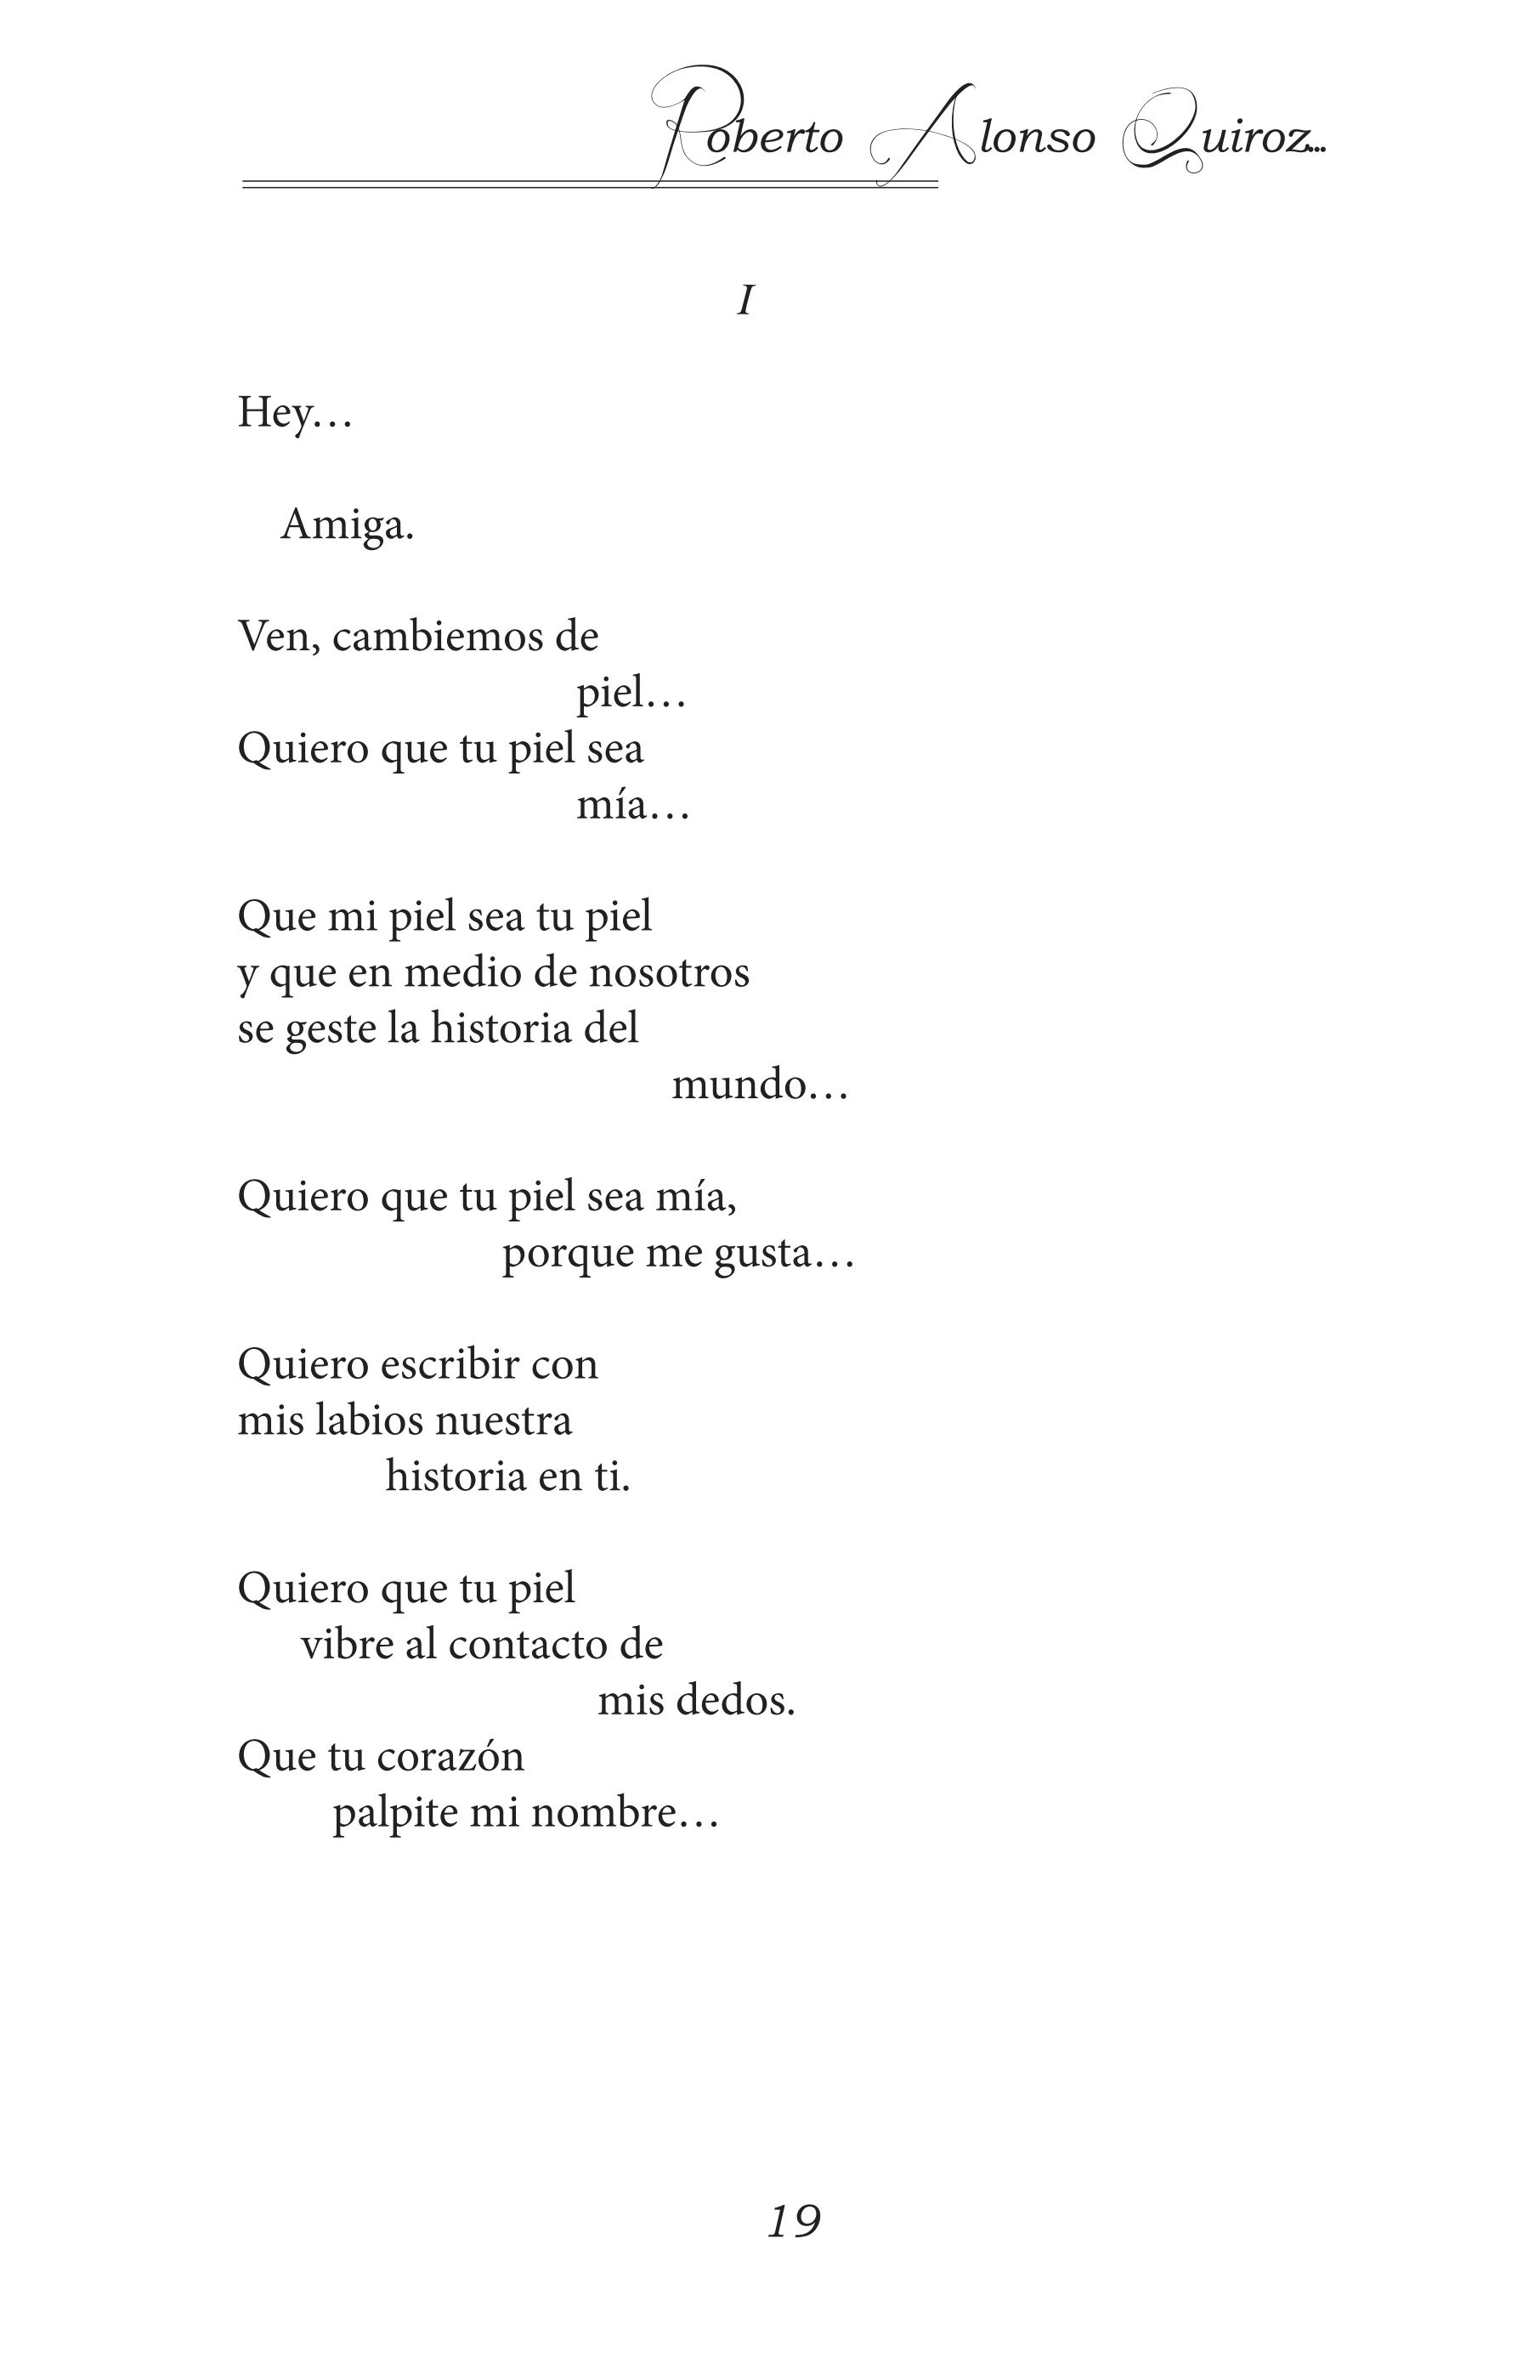 Roberto Alonso Quiroz...
I
Hey…
Amiga.
Ven, cambiemos de
piel…
Quiero que tu piel sea
mía…
Que mi piel sea tu piel
y que en medio de nosotros
se geste la historia del
mundo…
Quiero que tu piel sea mía,
porque me gusta…
Quiero escribir con
mis labios nuestra
historia en ti.
Quiero que tu piel
vibre al contacto de
mis dedos.
Que tu corazón
palpite mi nombre…
19